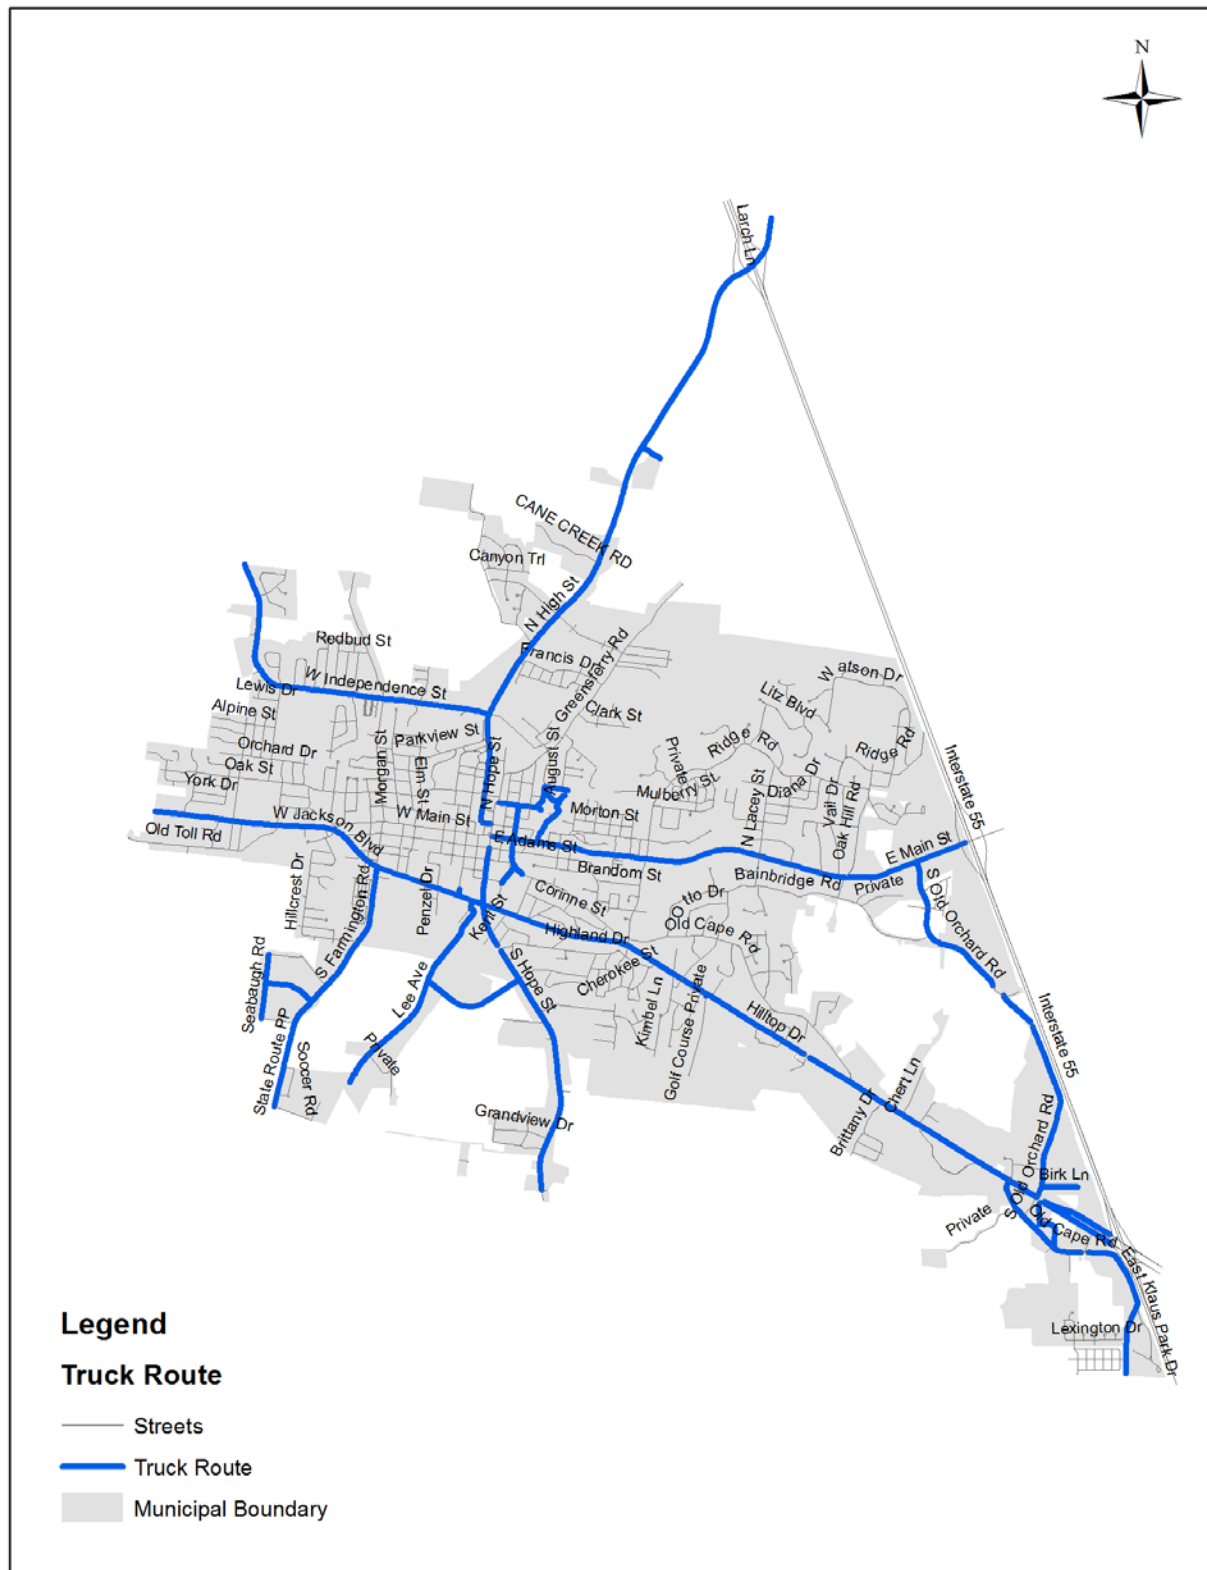 N
Larch Ln
CANE CREEK RD
Canyon Trl
N High St
Redbud St
Francis Dr
Greensferry Rd
W atson Dr
W Independence St
Lewis Dr
Litz Blvd
Alpine St
Clark St
Parkview St
Orchard Dr
Ridge Rd
Ridge Rd
Private
Oak St
Morgan St
Elm St
N Hope St
August St
Interstate 55
York Dr
Mulberry St
Diana Dr
Vail Dr
W Jackson Blvd
W Main St
Morton St
N Lacey St
Oak Hill Rd
Old Toll Rd
E Adams St
E Main St
Brandom St
Bainbridge Rd
Private
Hillcrest Dr
S Farmington Rd
Penzel Dr
Corinne St
O tto Dr
S Old Orchard Rd
Kent St
Highland Dr
Old Cape Rd
Seabaugh Rd
Lee Ave
S Hope St
Cherokee St
Kimbel Ln
Golf Course Private
Hilltop Dr
Interstate 55
State Route PP
Soccer Rd
Private
Grandview Dr
Brittany Dr
Chert Ln
S Old Orchard Rd
Birk Ln
Private
Old Cape Rd
East Klaus Park Dr
Lexington Dr
Legend
Truck Route
Streets
Truck Route
Municipal Boundary